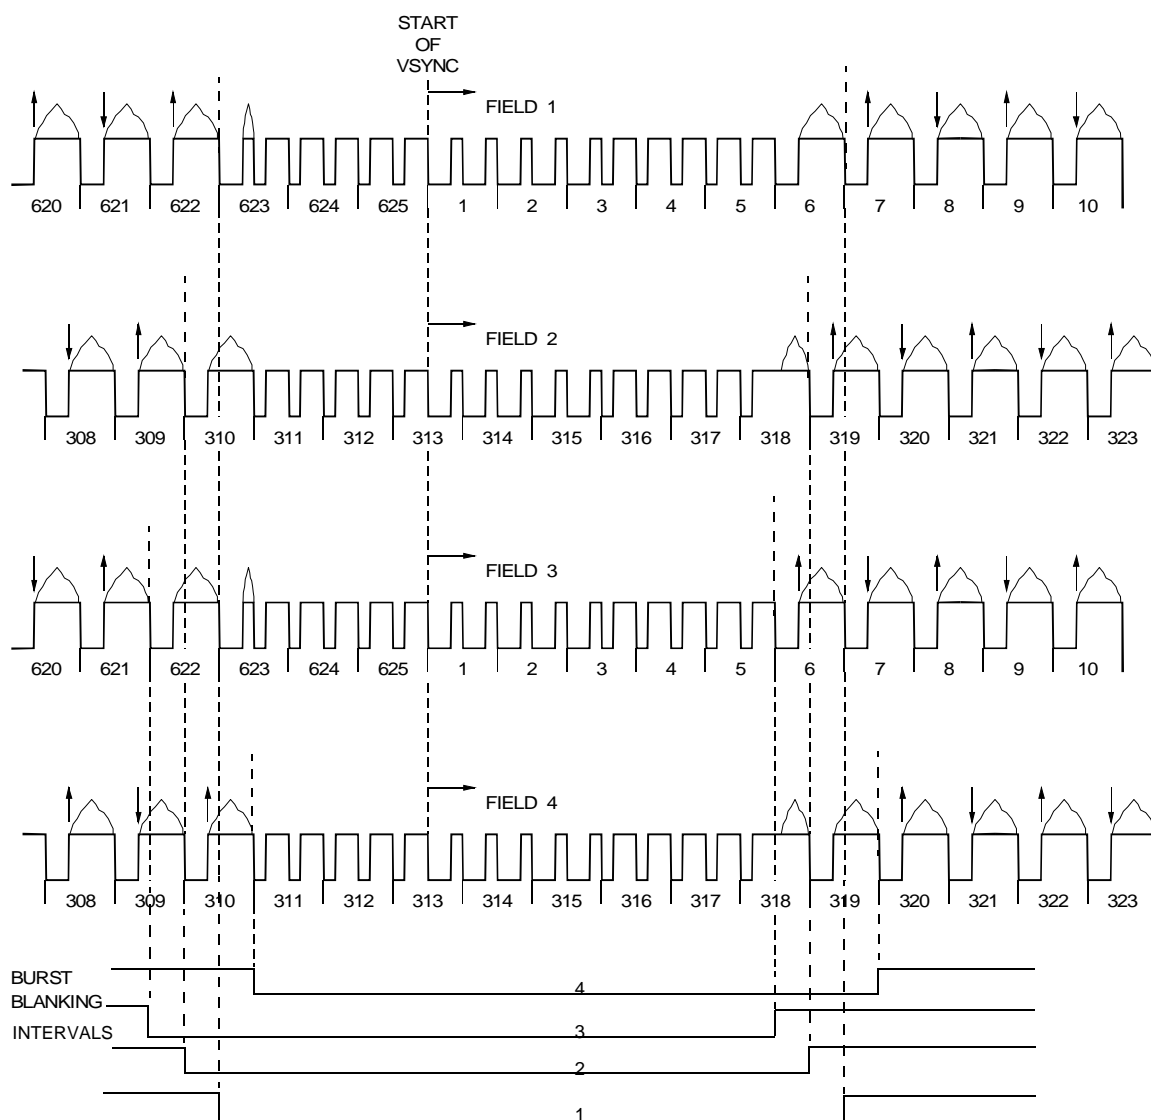 START
OF
VSYNC
FIELD 1
620 621 622 623 624 625 1 2 3 4 5 6 7 8 9 10
FIELD 2
308 309 310 311 312 313 314 315 316 317 318 319 320 321 322 323
FIELD 3
620 621 622 623 624 625 1 2 3 4 5 6 7 8 9 10
FIELD 4
308 309 310 311 312 313 314 315 316 317 318 319 320 321 322 323
BURST
BLANKING
INTERVALS
4
3
2
1